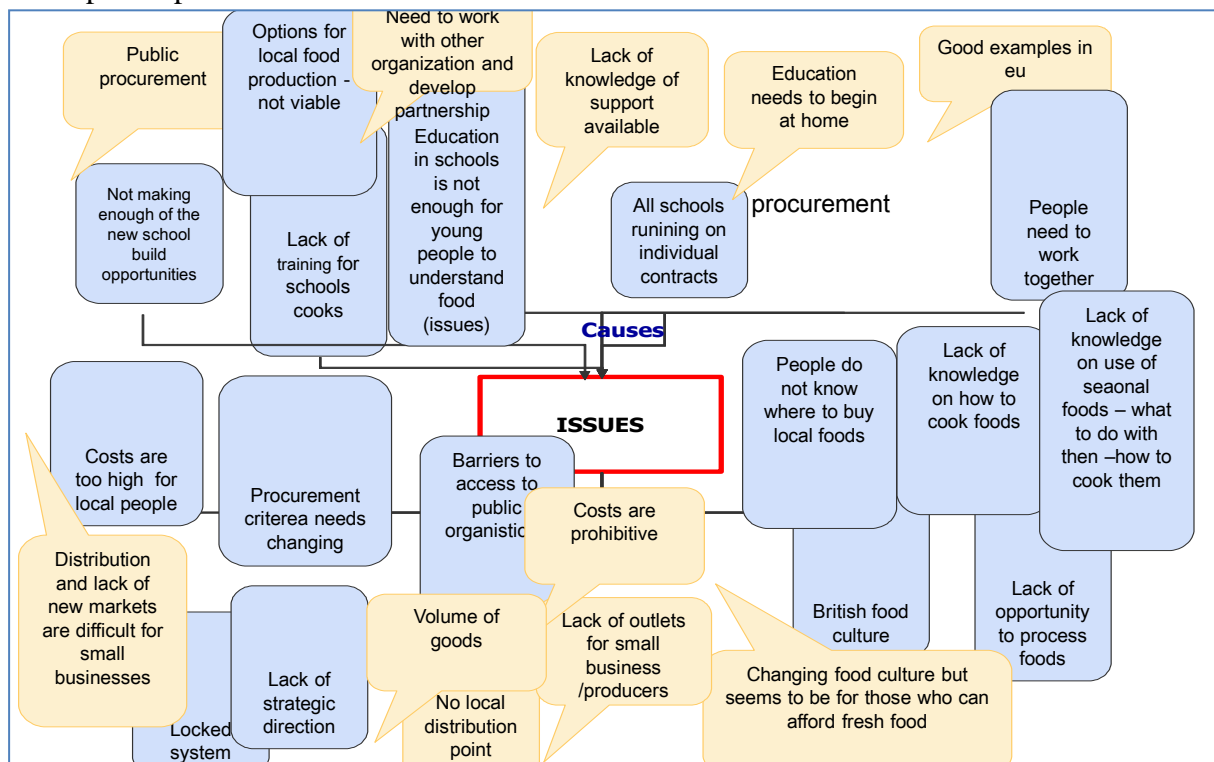 Public
procurement
Options for
local food
production -
not viable
Need to work
with other
organization and
develop
partnership
Lack of
knowledge of
support
available
Education
needs to begin
at home
Good examples in
eu
Not making
enough of the
new school
build
opportunities
Lack of
training for
schools
cooks
Education
in schools
is not
enough for
young
people to
understand
food
(issues)
All schools
runining on
individual
contracts
procurement
People
need to
work
together
Causes
ISSUES
Costs are
too high for
local people
Procurement
criterea needs
changing
Barriers to
access to
public
Costs are
prohibitive
People do
not know
where to buy
local foods
Lack of
knowledge
on how to
cook foods
Lack of
knowledge
on use of
seaonal
foods – what
to do with
then –how to
cook them
Distribution
and lack of
new markets
are difficult for
small
businesses
Locked
system
Lack of
strategic
direction
Volume of
goods
No local
distribution
point
Lack of outlets
for small
business
/producers
British food
culture
Changing food culture but
seems to be for those who can
afford fresh food
Lack of
opportunity
to process
foods